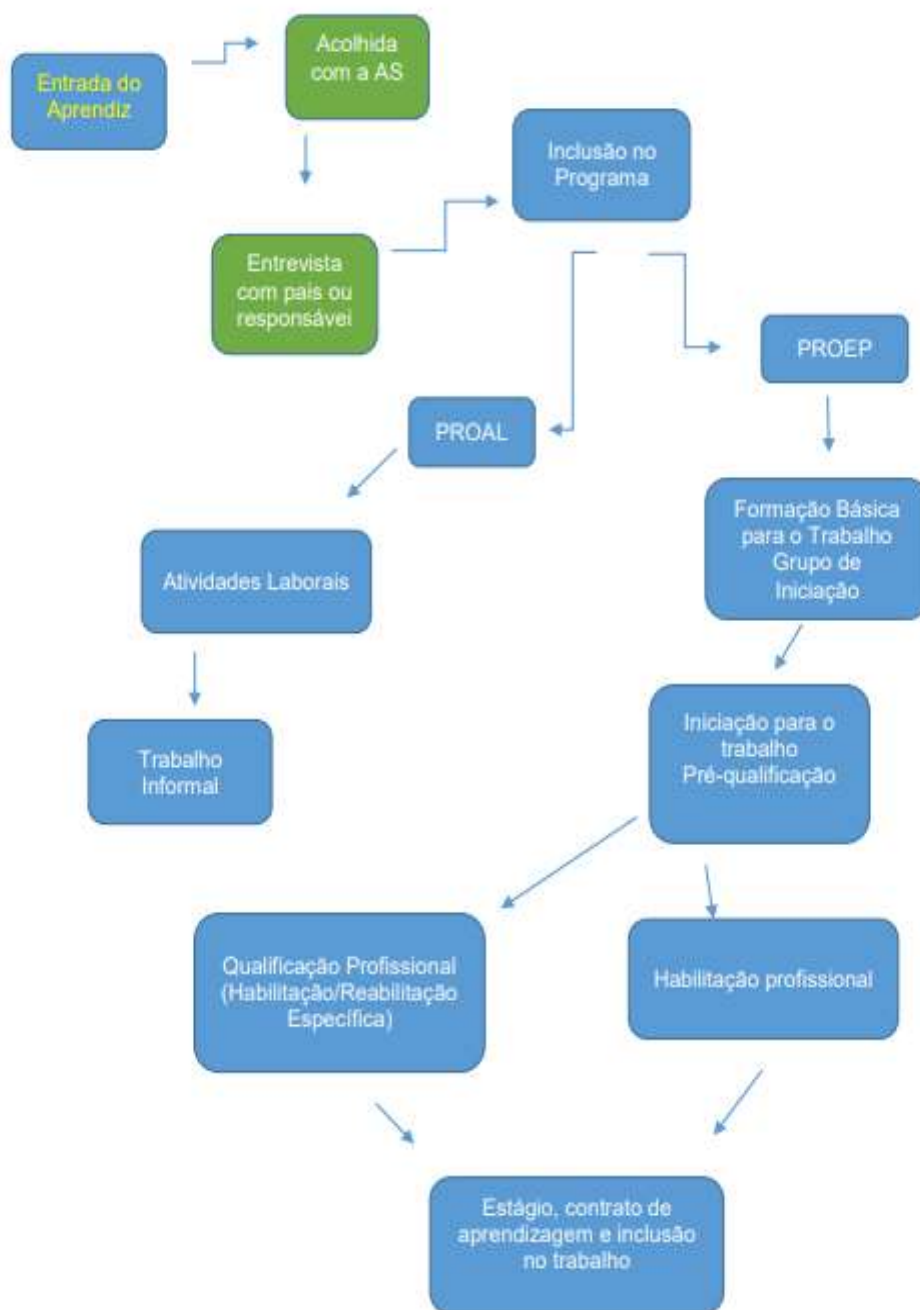 Entrada do
Aprendiz
Acolhida
com a AS
Inclusão no
Programa
Entrevista
com pais ou
responsávei
PROEP
PROAL
Formação Básica
para o Trabalho
Grupo de
Iniciação
Atividades Laborais
Iniciação para o
trabalho
Pré-qualificação
Trabalho
Informal
Qualificação Profissional
(Habilitação/Reabilitação
Específica)
Habilitação profissional
Estágio, contrato de
aprendizagem e inclusão
no trabalho